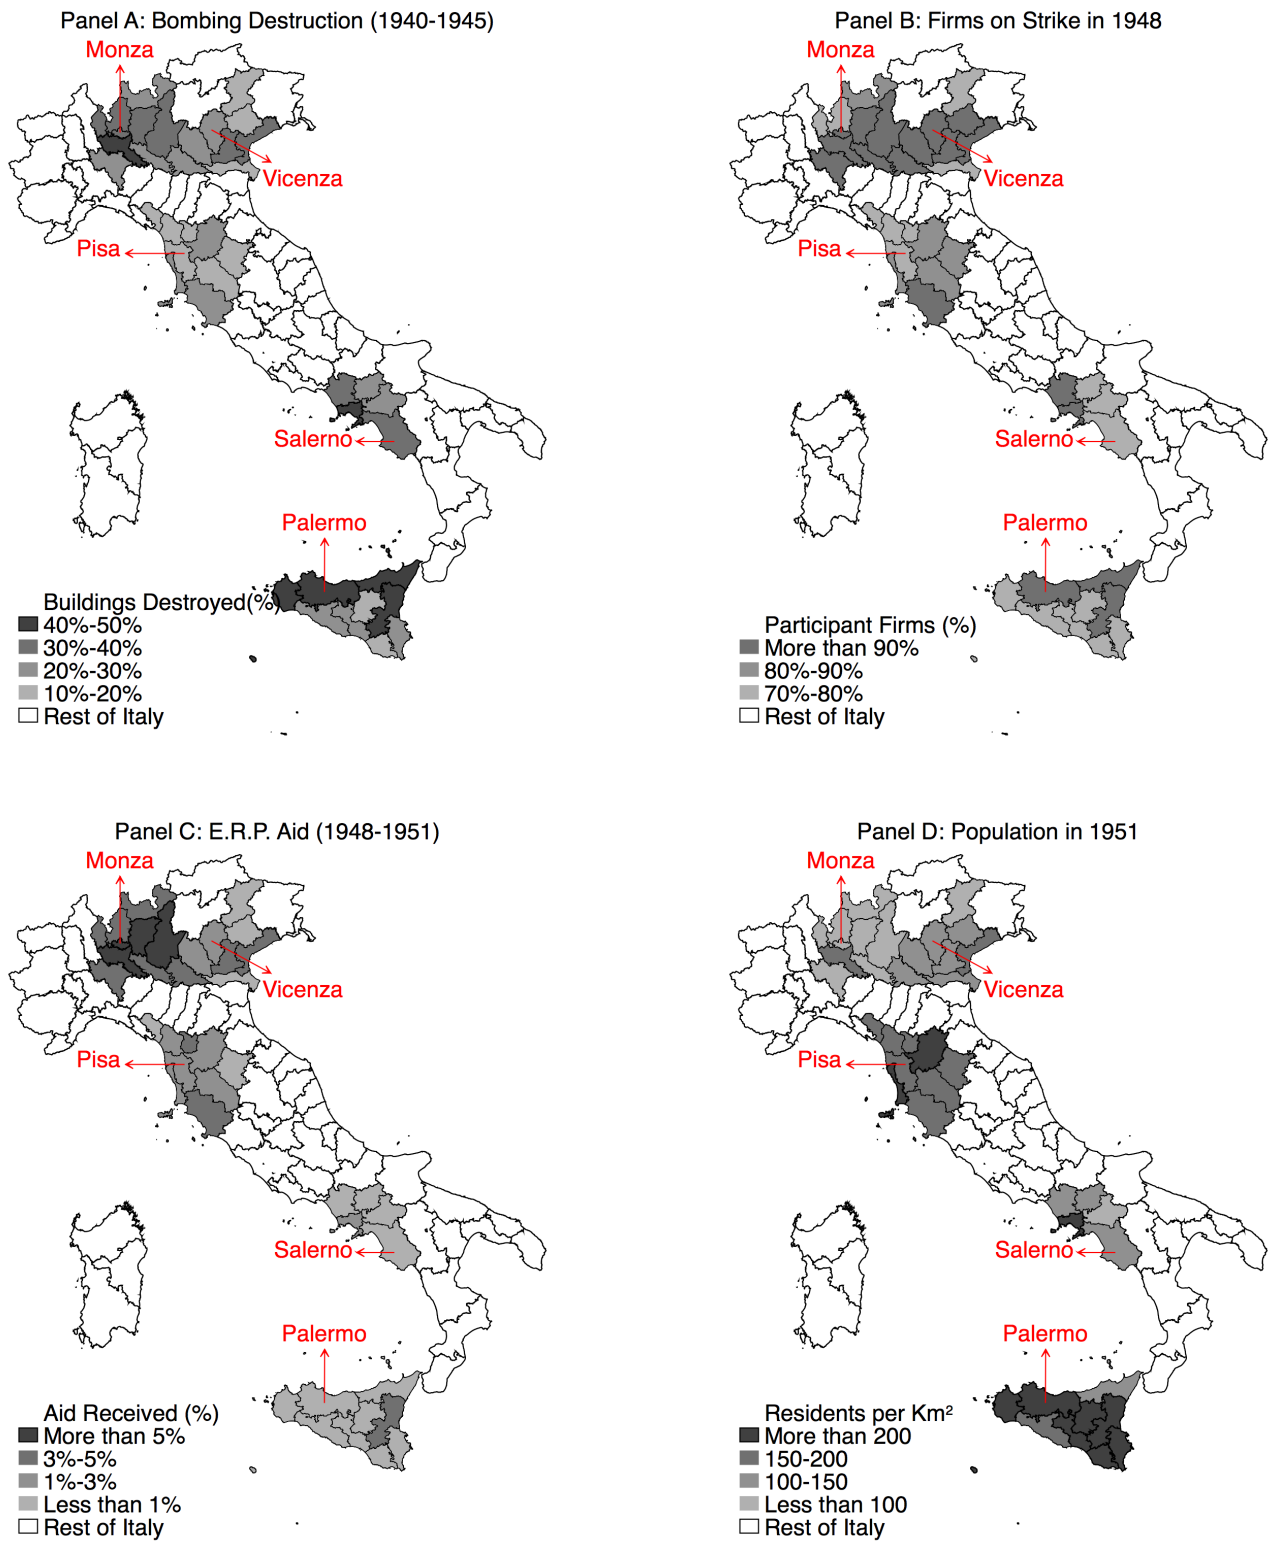 Panel A: Bombing Destruction (1940-1945)
Monza
Vicenza
Pisa
Salerno
Palermo
Buildings Destroyed(%)
40%-50%
30%-40%
20%-30%
10%-20%
Rest of Italy
Panel B: Firms on Strike in 1948
Monza
Vicenza
Pisa
Salerno
Palermo
Participant Firms (%)
More than 90%
80%-90%
70%-80%
Rest of Italy
Panel C: E.R.P. Aid (1948-1951)
Monza
Vicenza
Pisa
Salerno
Palermo
Aid Received (%)
More than 5%
3%-5%
1%-3%
Less than 1%
Rest of Italy
Panel D: Population in 1951
Monza
Vicenza
Pisa
Salerno
Palermo
Residents per Km²
More than 200
150-200
100-150
Less than 100
Rest of Italy